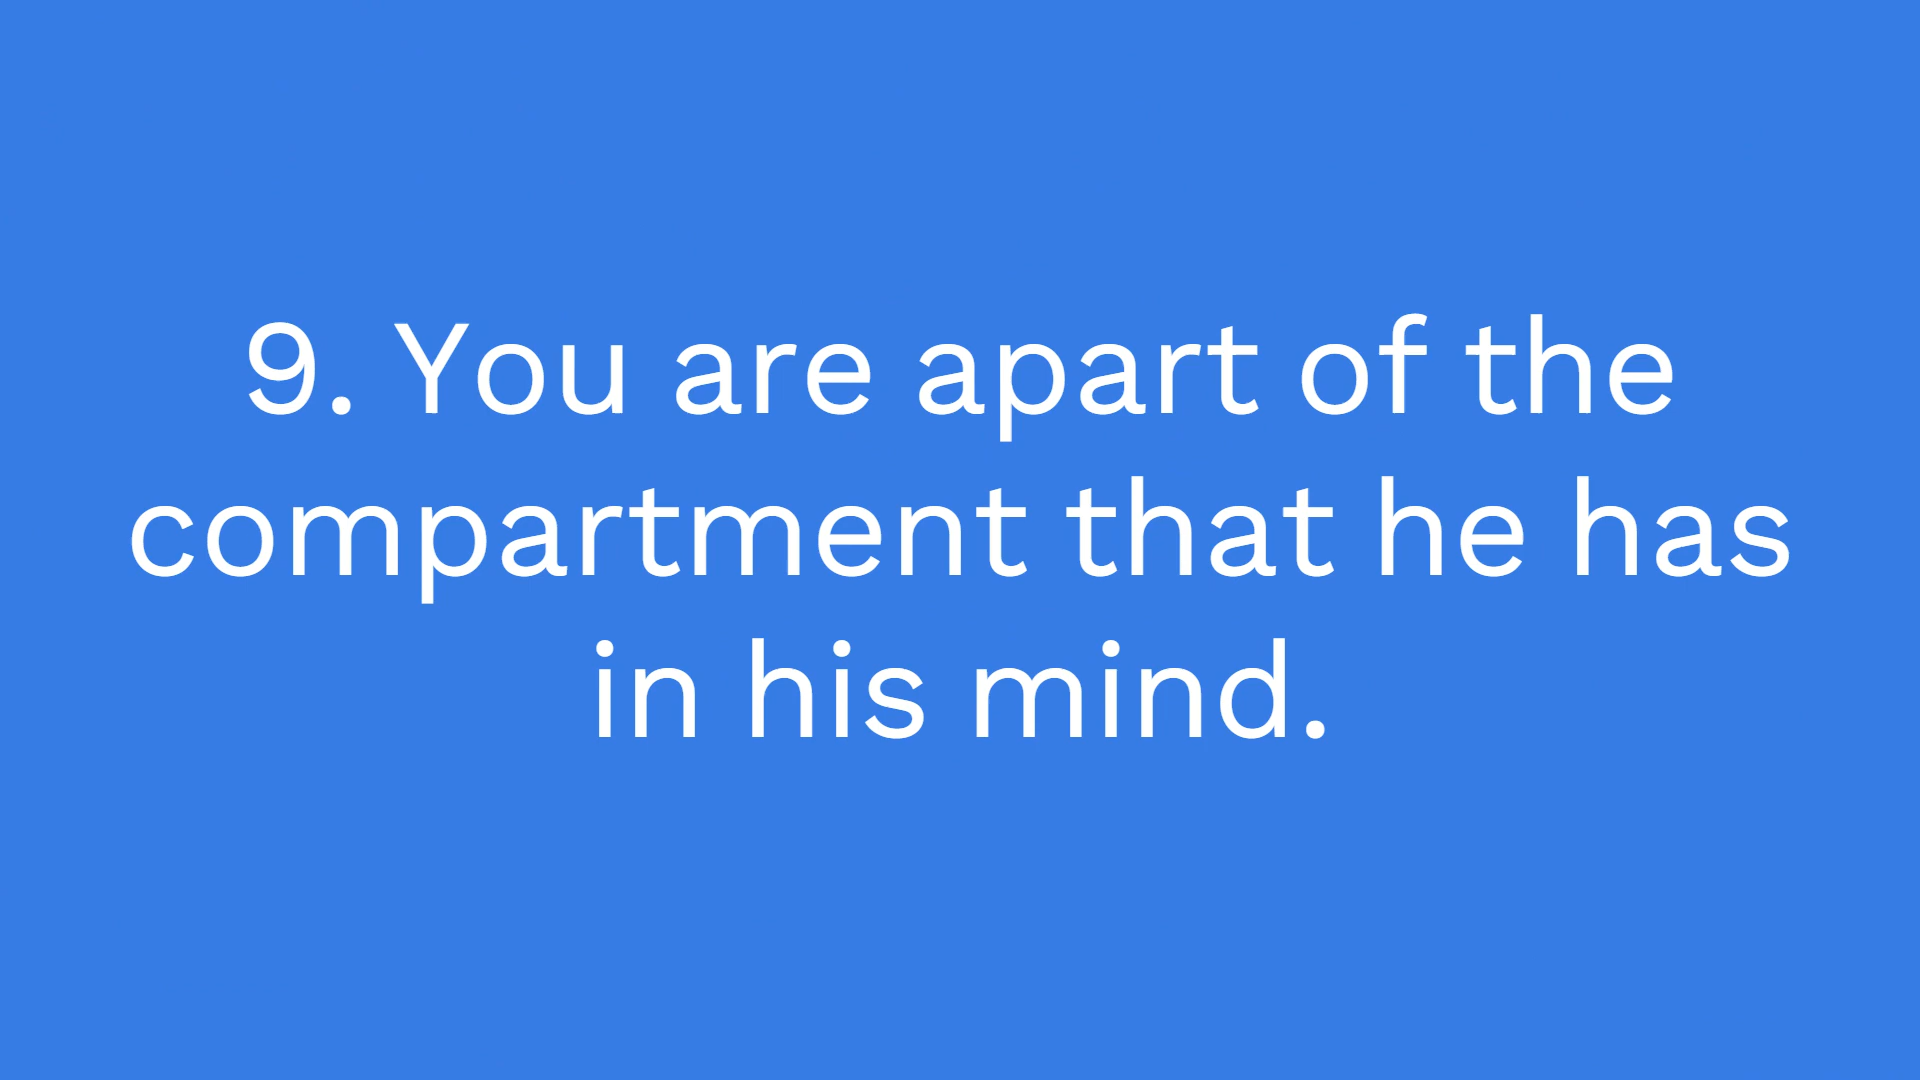 9. You are apart of the
compartment that he has
in his mind.